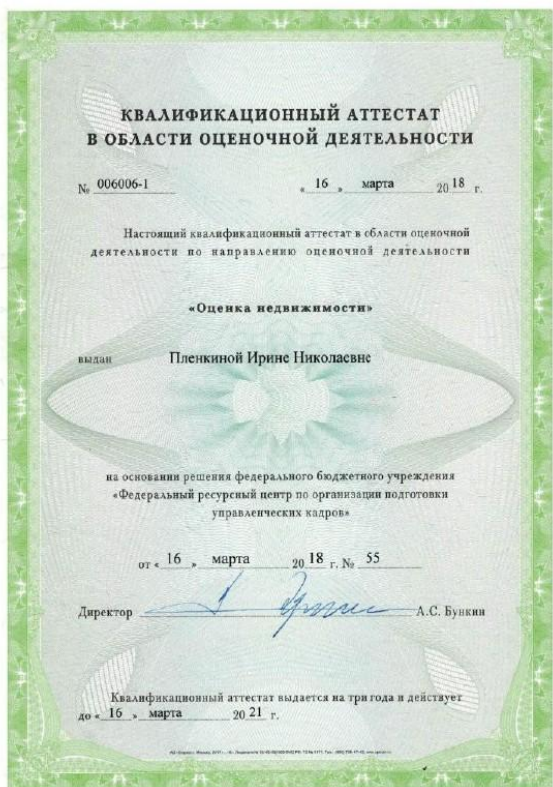 КВАЛИФИКАЦИОННЫЙ АТТЕСТАТ
В ОБЛАСТИ ОЦЕНОЧНОЙ ДЕЯТЕЛЬНОСТИ
№ 006006-1 « 16 » марта 20 18 г.
Настоящий квалификационный аттестат в области оценочной
деятельности по направлению оценочной деятельности
«Оценка недвижимости»
выдан Пленкиной Ирине Николаевне
на основании решения федерального бюджетного учреждения
«Федеральный ресурсный центр по организации подготовки
управленческих кадров»
от « 16 » марта 20 18 г. № 55
Директор А.С. Бункин
Квалификационный аттестат выдается на три года и действует
до « 16 » марта 20 21 г.